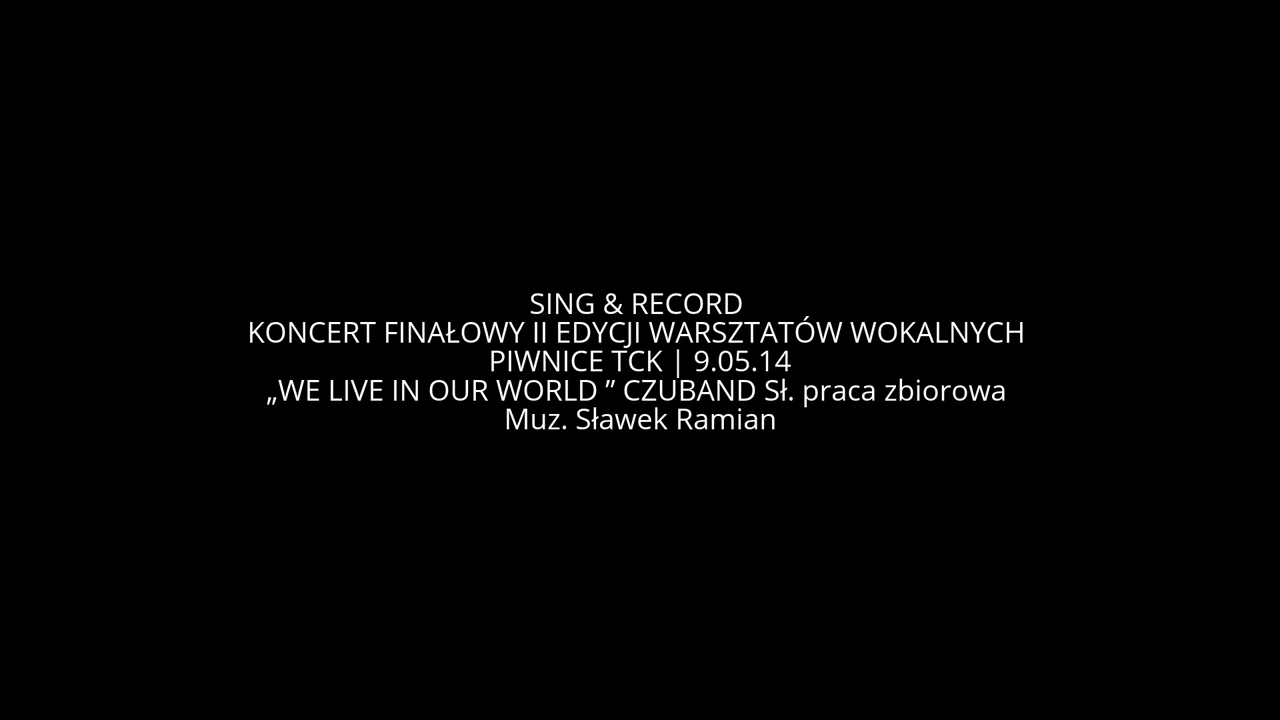 SING & RECORD
KONCERT FINAŁOWY II EDYCJI WARSZTATÓW WOKALNYCH
PIWNICE TCK | 9.05.14
„WE LIVE IN OUR WORLD ” CZUBAND Sł. praca zbiorowa
Muz. Sławek Ramian